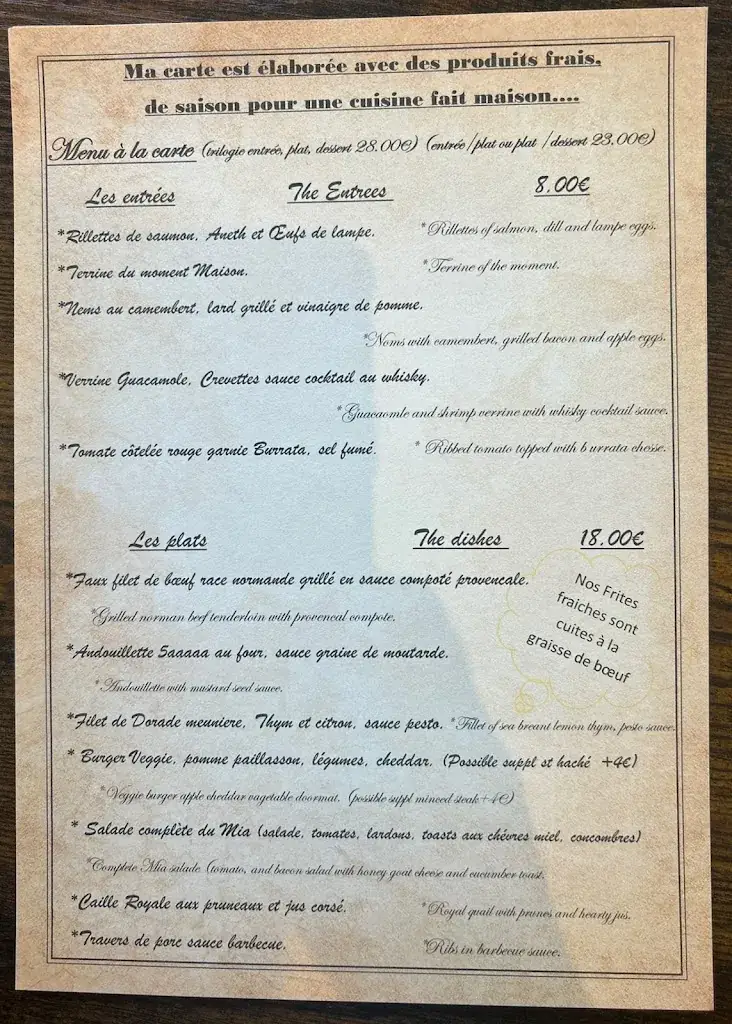 Ma carte est élaborée avec des produits frais,
de saison pour une cuisine fait maison....
Menu à la carte (trilogie entrée, plat, dessert 28.00€) (entrée/plat ou plat /dessert 23.00€)
Les entrées The Entrees 8.00€
*Rillettes de saumon, Aneth et Œufs de lampe. *Rillettes of salmon, dill and lampe eggs.
*Terrine du moment Maison. *Terrine of the moment.
*Nems au camembert, lard grillé et vinaigre de pomme.
*Noms with camembert, grilled bacon and apple eggs.
*Verrine Guacamole, Crevettes sauce cocktail au whisky.
*Guacaomle and shrimp verrine with whisky cocktail sauce.
*Tomate côtelée rouge garnie Burrata, sel fumé. * Ribbed tomato topped with b urrata chesse.
Les plats The dishes 18.00€
*Faux filet de bœuf race normande grillé en sauce compoté provencale.
*Grilled norman beef tenderloin with provencal compote.
*Andouillette 5aaaaa au four, sauce graine de moutarde.
* Andouillette with mustard seed sauce.
Nos Frites
fraiches sont
cuites à la
graisse de bœuf
*Filet de Dorade meuniere, Thym et citron, sauce pesto. *Fillet of sea breant lemon thym, pesto sauce
* Burger Veggie, pomme paillasson, légumes, cheddar. (Possible suppl st haché +4€)
*Veggie burger apple cheddar vagetable doormat. (possible suppl minced steak+4€)
* Salade complète du Mia (salade, tomates, lardons, toasts aux chévres miel, concombres)
*Complete Mia salade (tomato, and bacon salad with honey goat cheese and cucumber toast.
*Caille Royale aux pruneaux et jus corsé. *Royal quail with prunes and hearty jus.
*Travers de porc sauce barbecue. *Ribs in barbecue sauce.